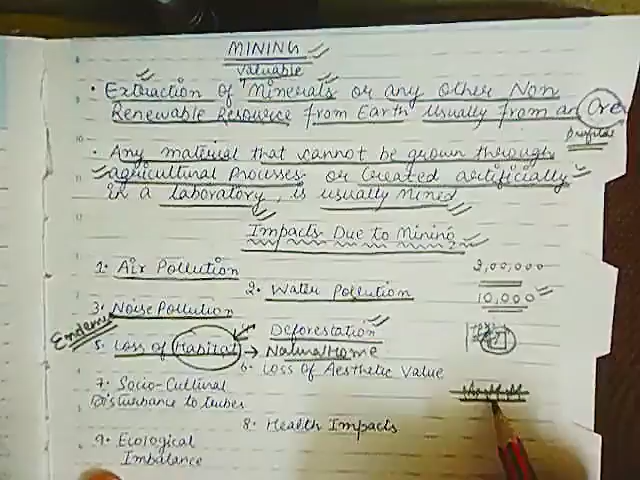 MINING
Valuable
• Extraction of Minerals or any other Non
Renewable Resource from Earth usually from an Ore
• Any material that cannot be grown through
agricultural processes or created artificially
in a laboratory, is usually mined
Impacts Due to Mining
1. Air Pollution
2,00,000
2. Water Pollution
10,000
3. Noise Pollution
4. Deforestation
Endemic
5. Loss of Habitat → Natural Home
6. Loss of Aesthetic Value
7. Socio-Cultural
Disturbance to tribes
8. Health Impacts
9. Ecological
Imbalance